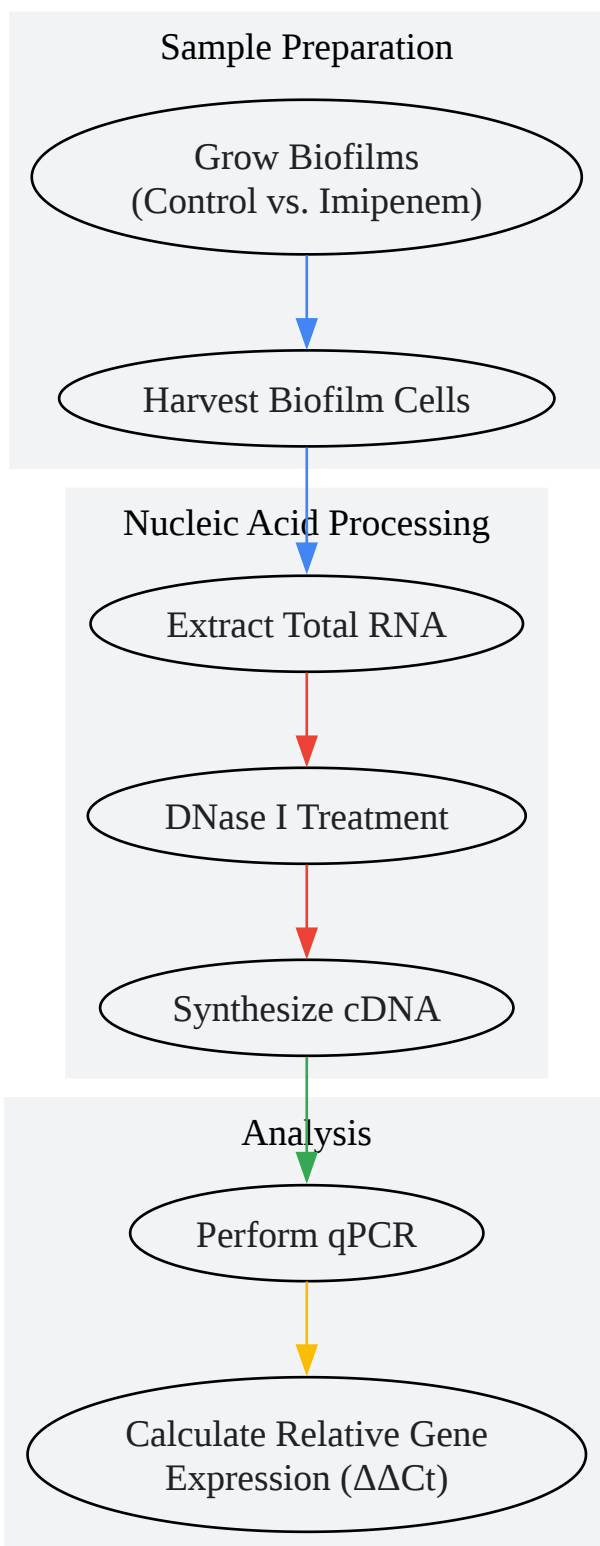 Sample Preparation
Grow Biofilms
(Control vs. Imipenem)
Harvest Biofilm Cells
Nucleic Acid Processing
Extract Total RNA
DNase I Treatment
Synthesize cDNA
Analysis
Perform qPCR
Calculate Relative Gene
Expression (ΔΔCt)